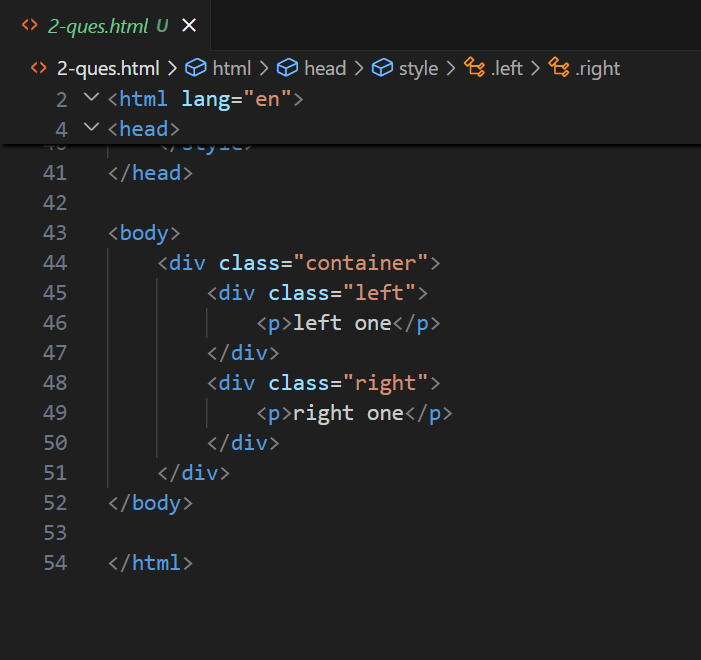 2-ques.html U
2-ques.html > html > head > style > .left > .right
2 <html lang="en">
4 <head>
40 </style>
41 </head>
42
43 <body>
44 <div class="container">
45 <div class="left">
46 <p>left one</p>
47 </div>
48 <div class="right">
49 <p>right one</p>
50 </div>
51 </div>
52 </body>
53
54 </html>